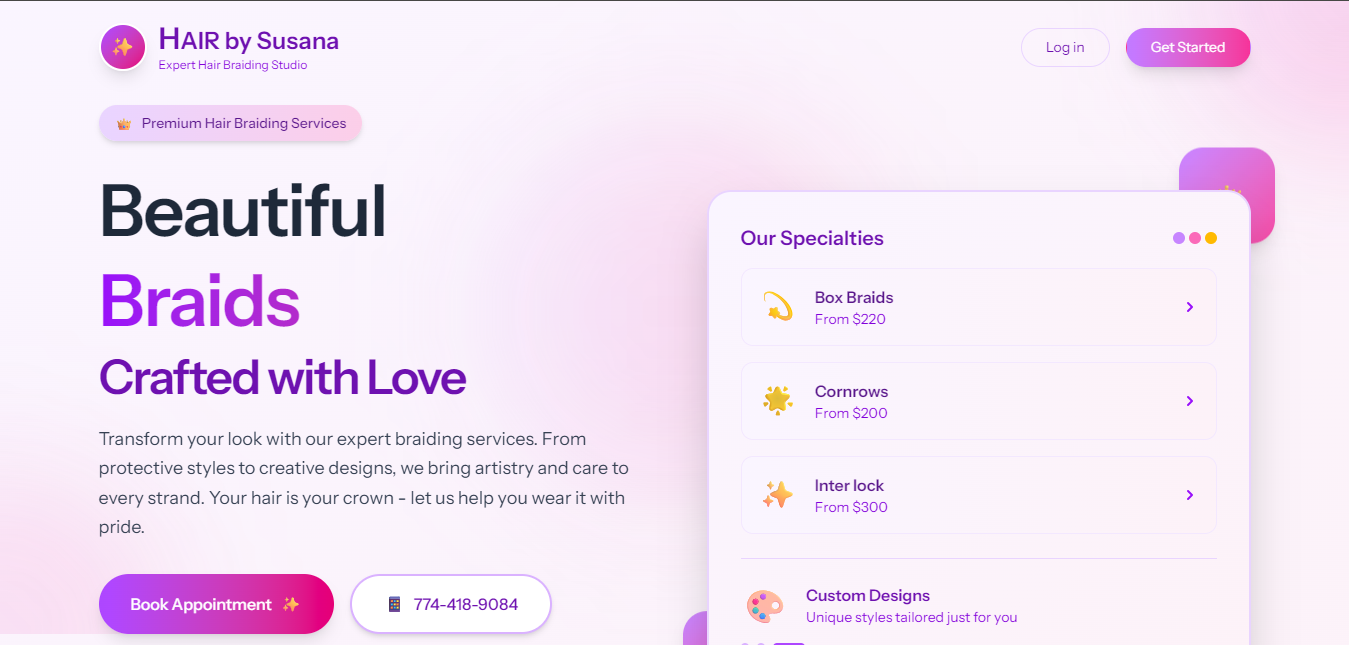 HAIR by Susana
Expert Hair Braiding Studio
Log in
Get Started
Premium Hair Braiding Services
Beautiful
Braids
Crafted with Love
Transform your look with our expert braiding services. From
protective styles to creative designs, we bring artistry and care to
every strand. Your hair is your crown - let us help you wear it with
pride.
Book Appointment
774-418-9084
Our Specialties
Box Braids
From $220
Cornrows
From $200
Inter lock
From $300
Custom Designs
Unique styles tailored just for you